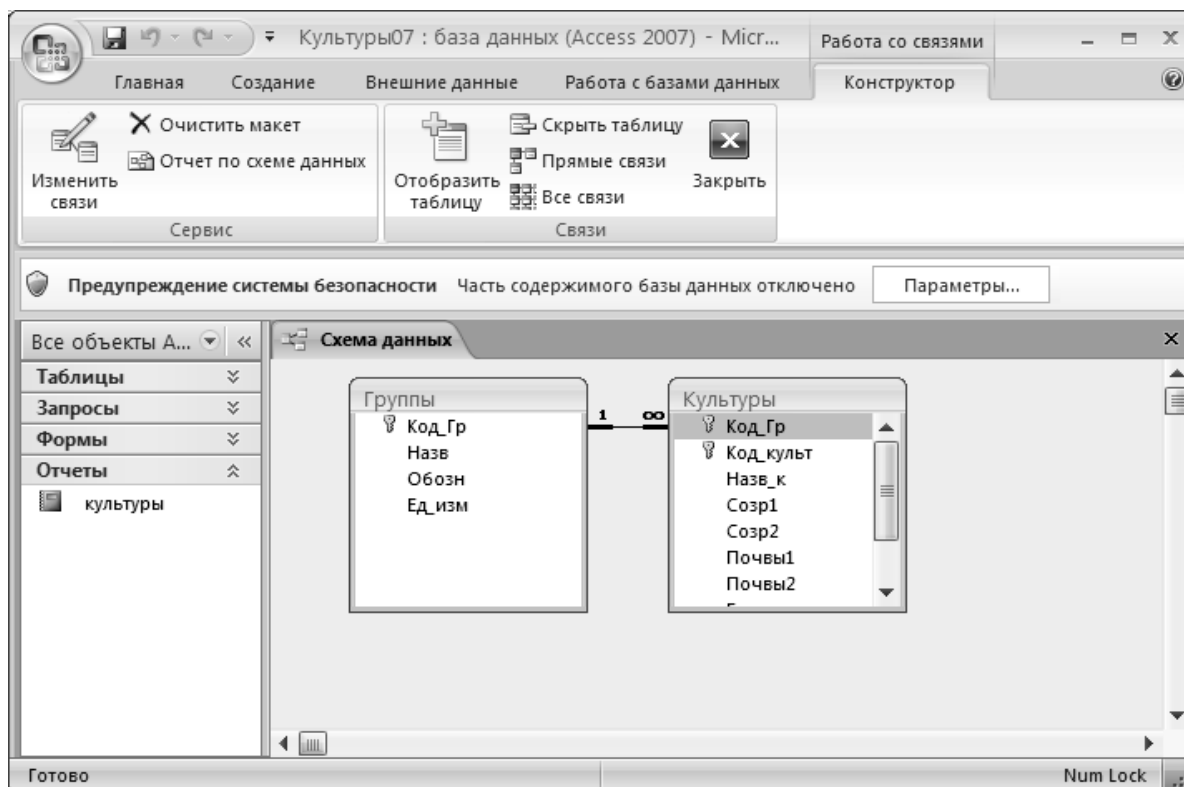 Культуры07 : база данных (Access 2007) - Micr...
Работа со связями
Главная
Создание
Внешние данные
Работа с базами данных
Конструктор
Изменить связи
Очистить макет
Отчет по схеме данных
Сервис
Отобразить таблицу
Скрыть таблицу
Прямые связи
Все связи
Закрыть
Связи
Предупреждение системы безопасности Часть содержимого базы данных отключено
Параметры...
Все объекты A...
Таблицы
Запросы
Формы
Отчеты
культуры
Схема данных
Группы
Код_Гр
Назв
Обозн
Ед_изм
1 ∞
Культуры
Код_Гр
Код_культ
Назв_к
Созр1
Созр2
Почвы1
Почвы2
Готово
Num Lock